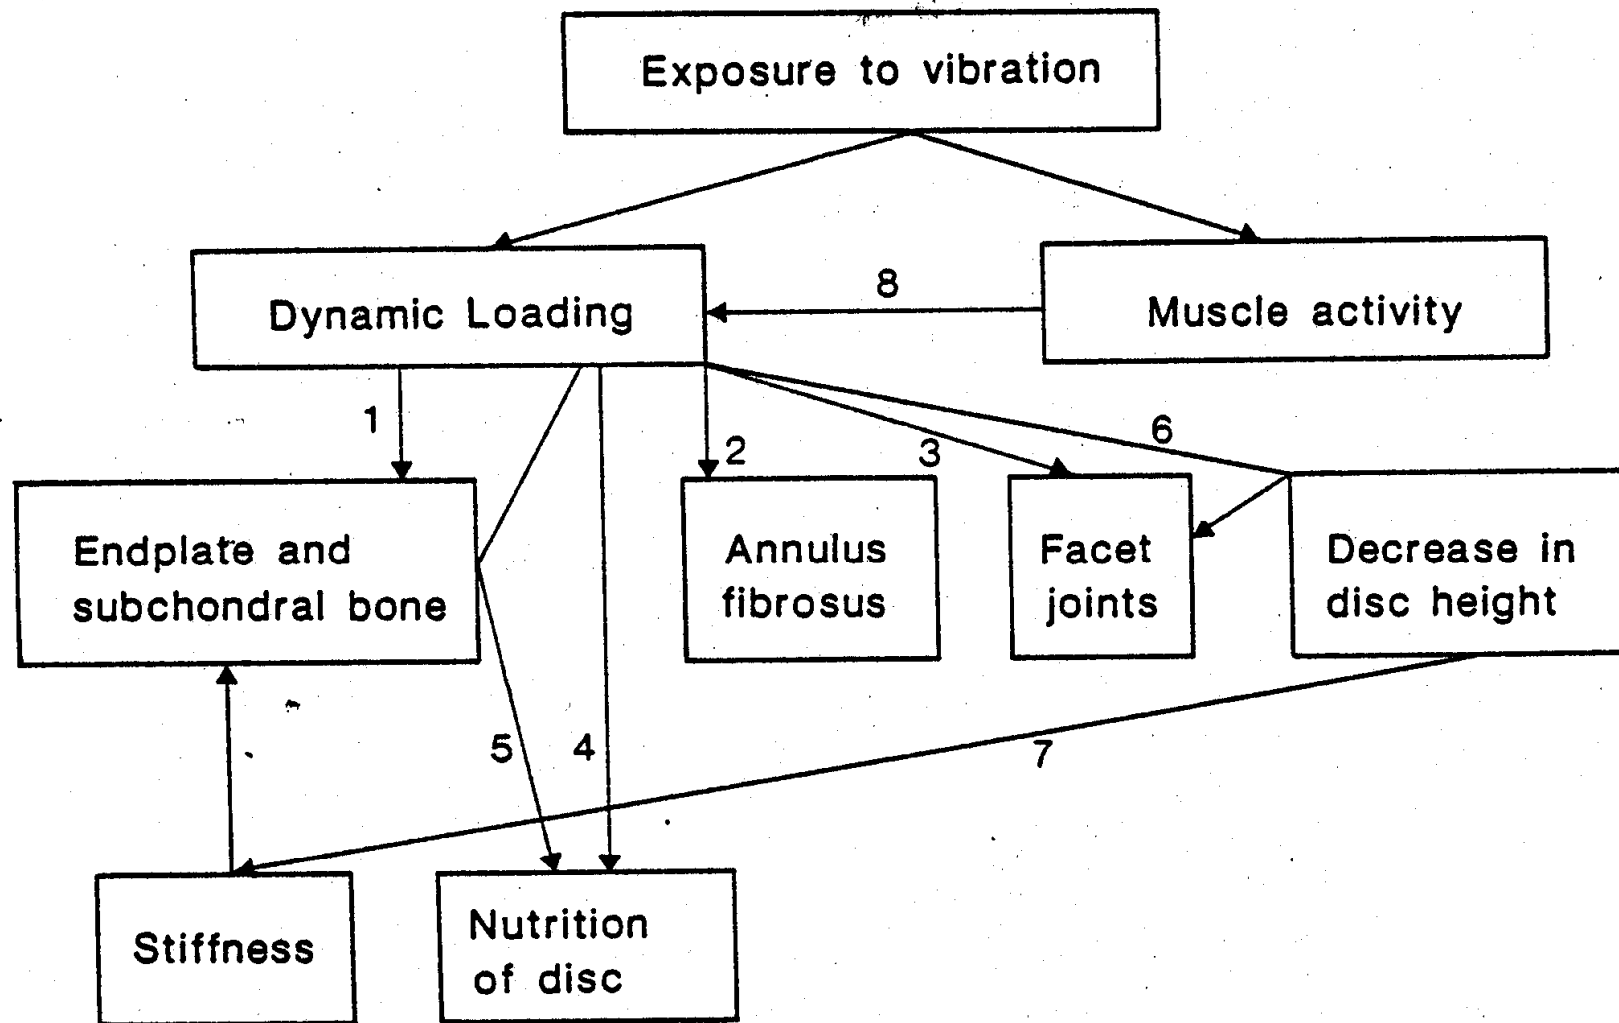 Exposure to vibration
8
Dynamic Loading
Muscle activity
1
2
3
6
Endplate and
subchondral bone
Annulus
fibrosus
Facet
joints
Decrease in
disc height
5
4
7
Stiffness
Nutrition
of disc